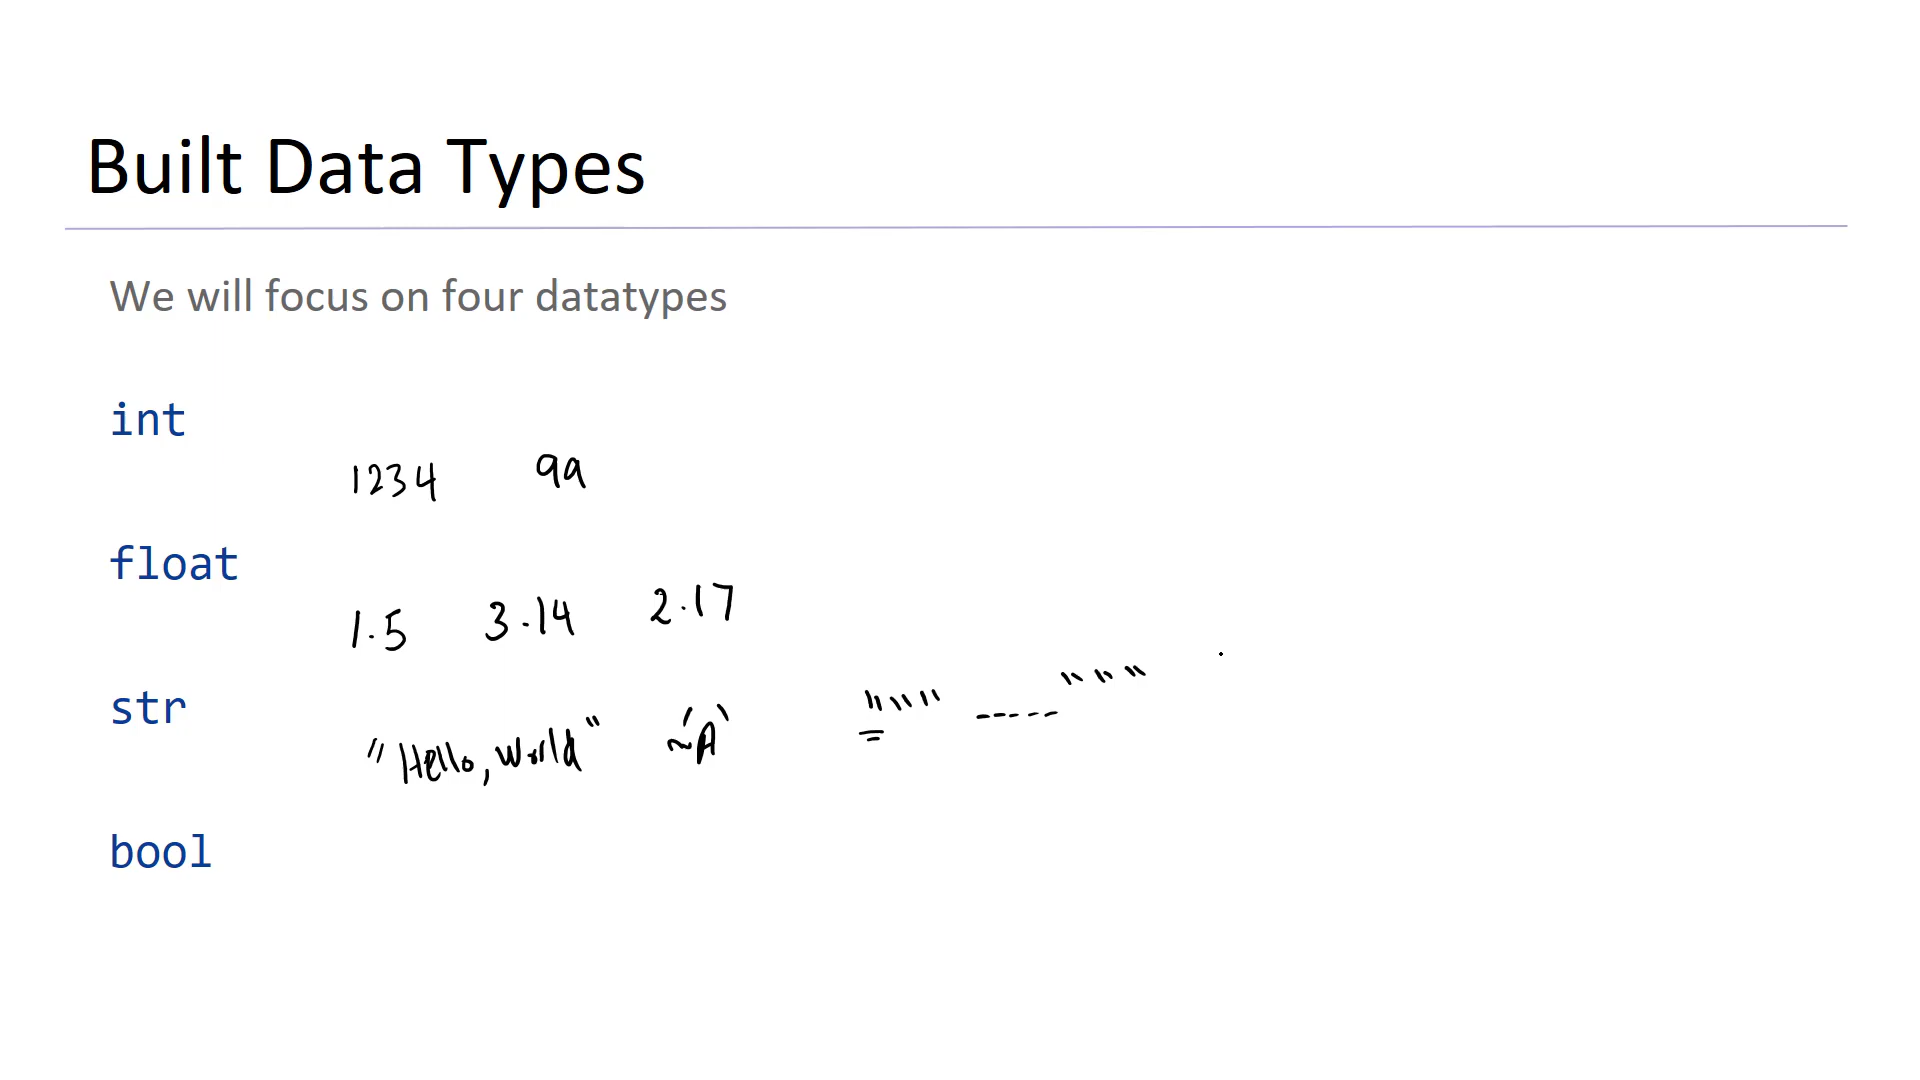 Built Data Types
We will focus on four datatypes
int
1234 99
float
1.5 3.14 2.17
str
"Hello, World" 'A' """ ----- """
bool